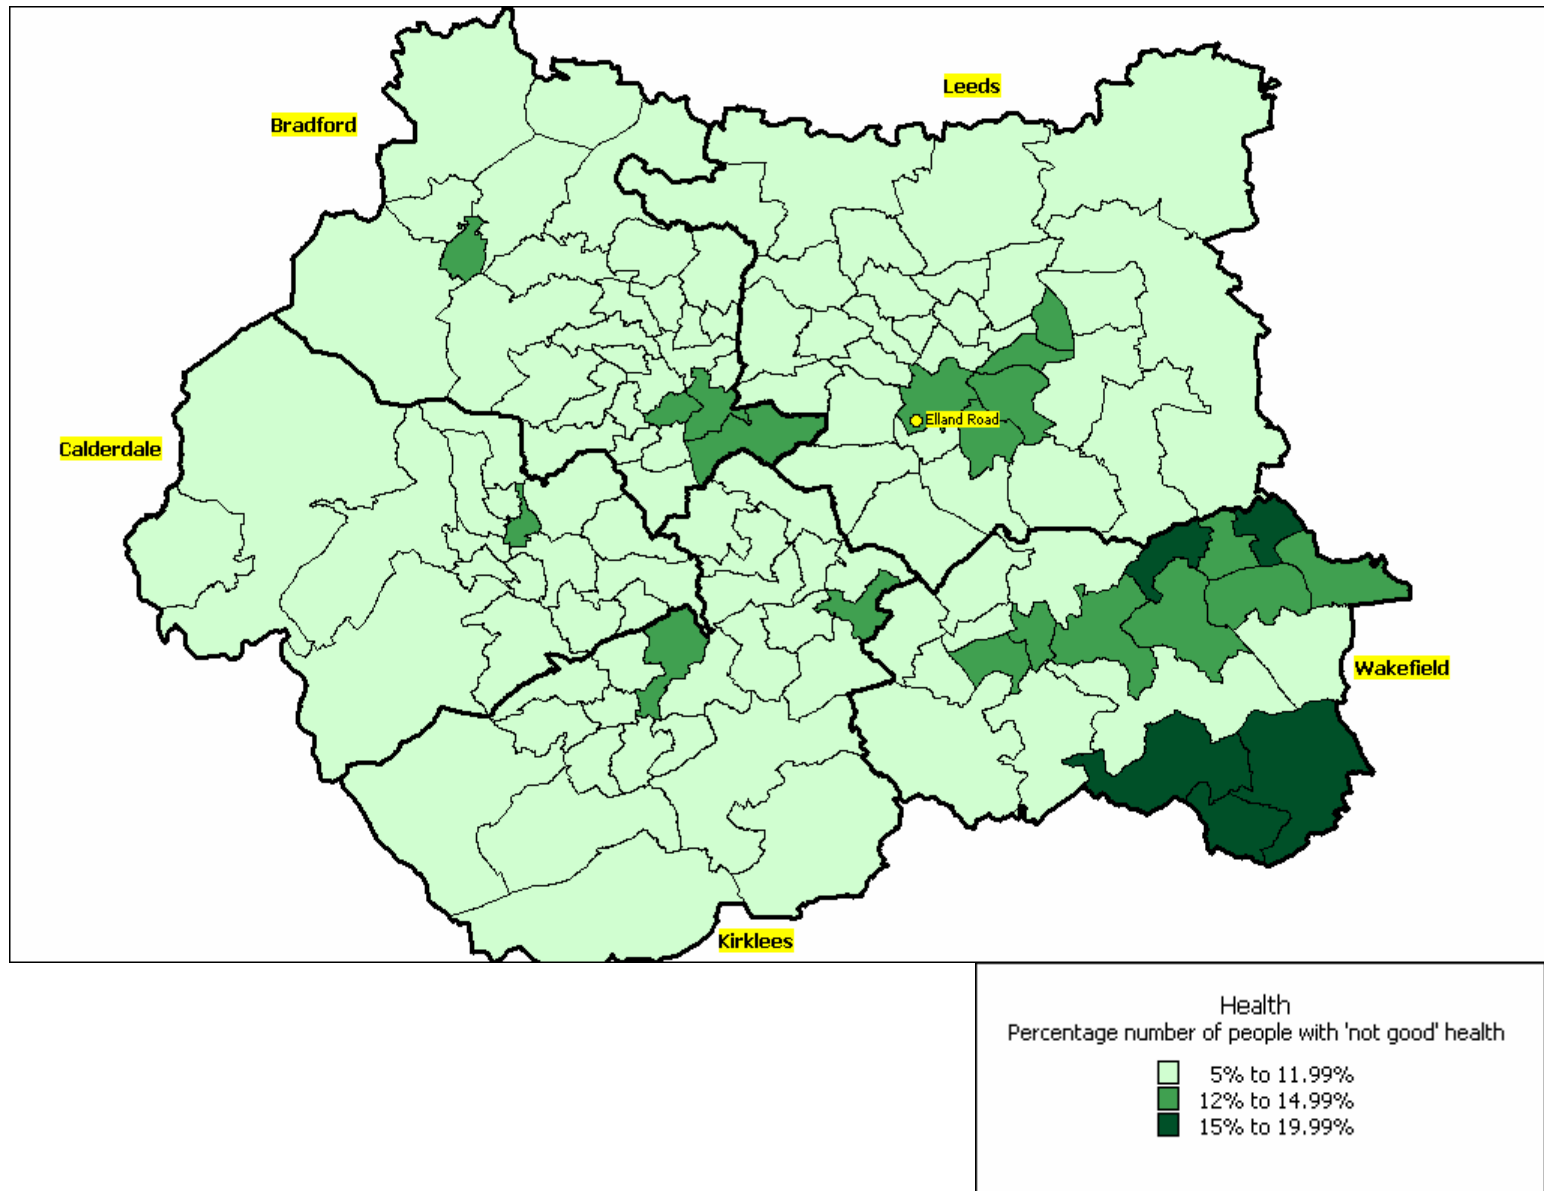 Leeds
Bradford
Elland Road
Calderdale
Wakefield
Kirklees
Health
Percentage number of people with 'not good' health
5% to 11.99%
12% to 14.99%
15% to 19.99%